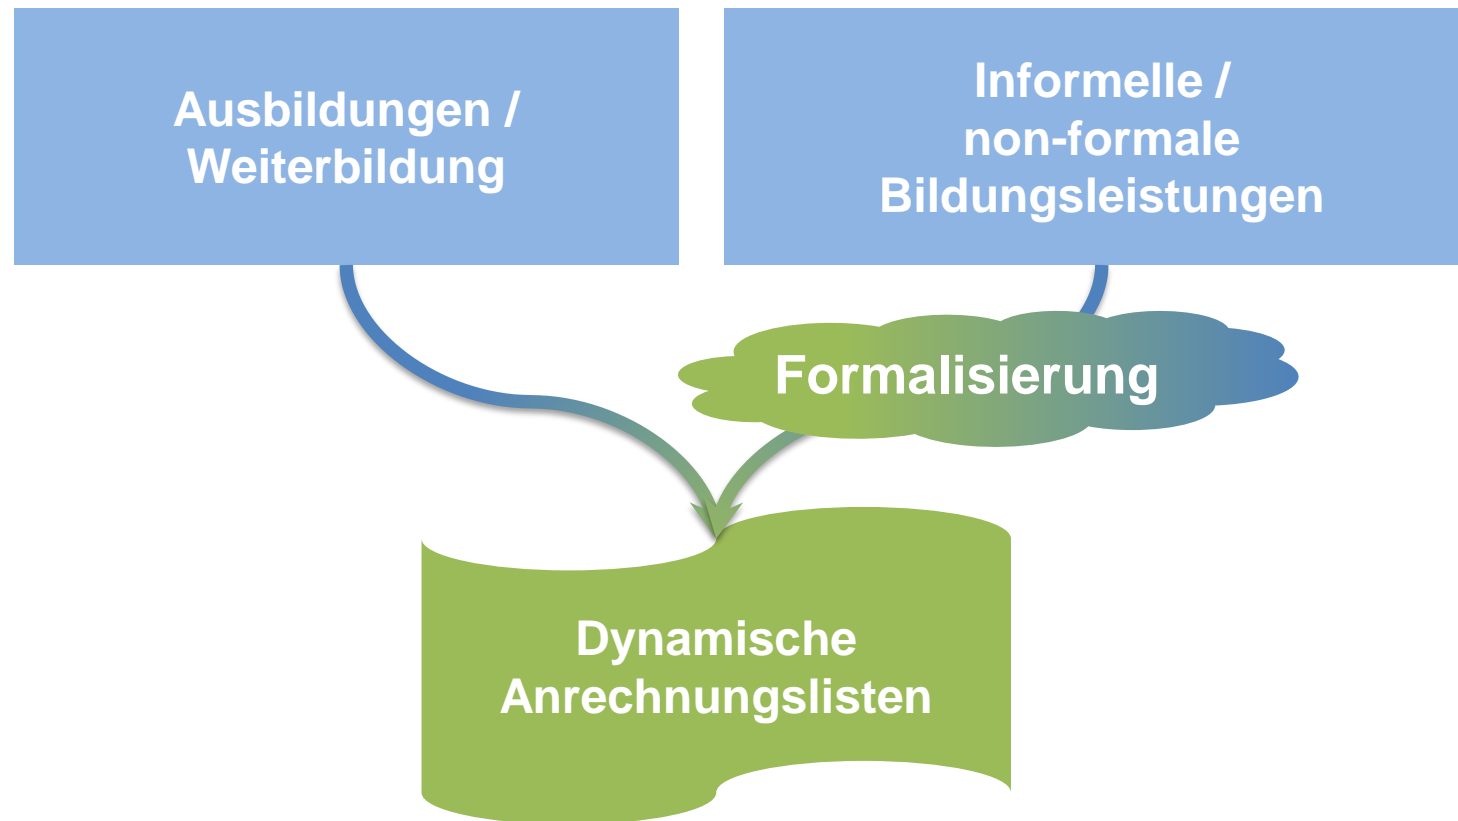 Ausbildungen /
Weiterbildung
Informelle /
non-formale
Bildungsleistungen
Formalisierung
Dynamische
Anrechnungslisten